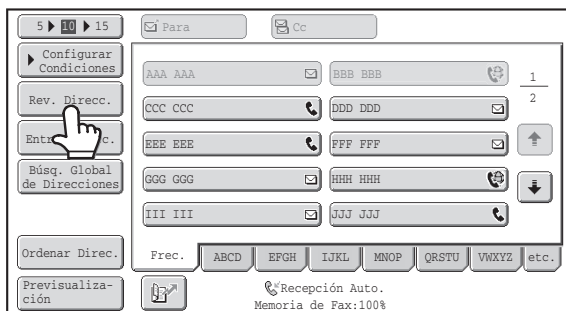 5 10 15
Para
Cc
Configurar
Condiciones
Rev. Direcc.
Entr c.
Búsq. Global
de Direcciones
Ordenar Direc.
Previsualiza-
ción
AAA AAA
BBB BBB
CCC CCC
DDD DDD
EEE EEE
FFF FFF
GGG GGG
HHH HHH
III III
JJJ JJJ
1
2
Frec.
ABCD
EFGH
IJKL
MNOP
QRSTU
VWXYZ
etc.
Recepción Auto.
Memoria de Fax:100%